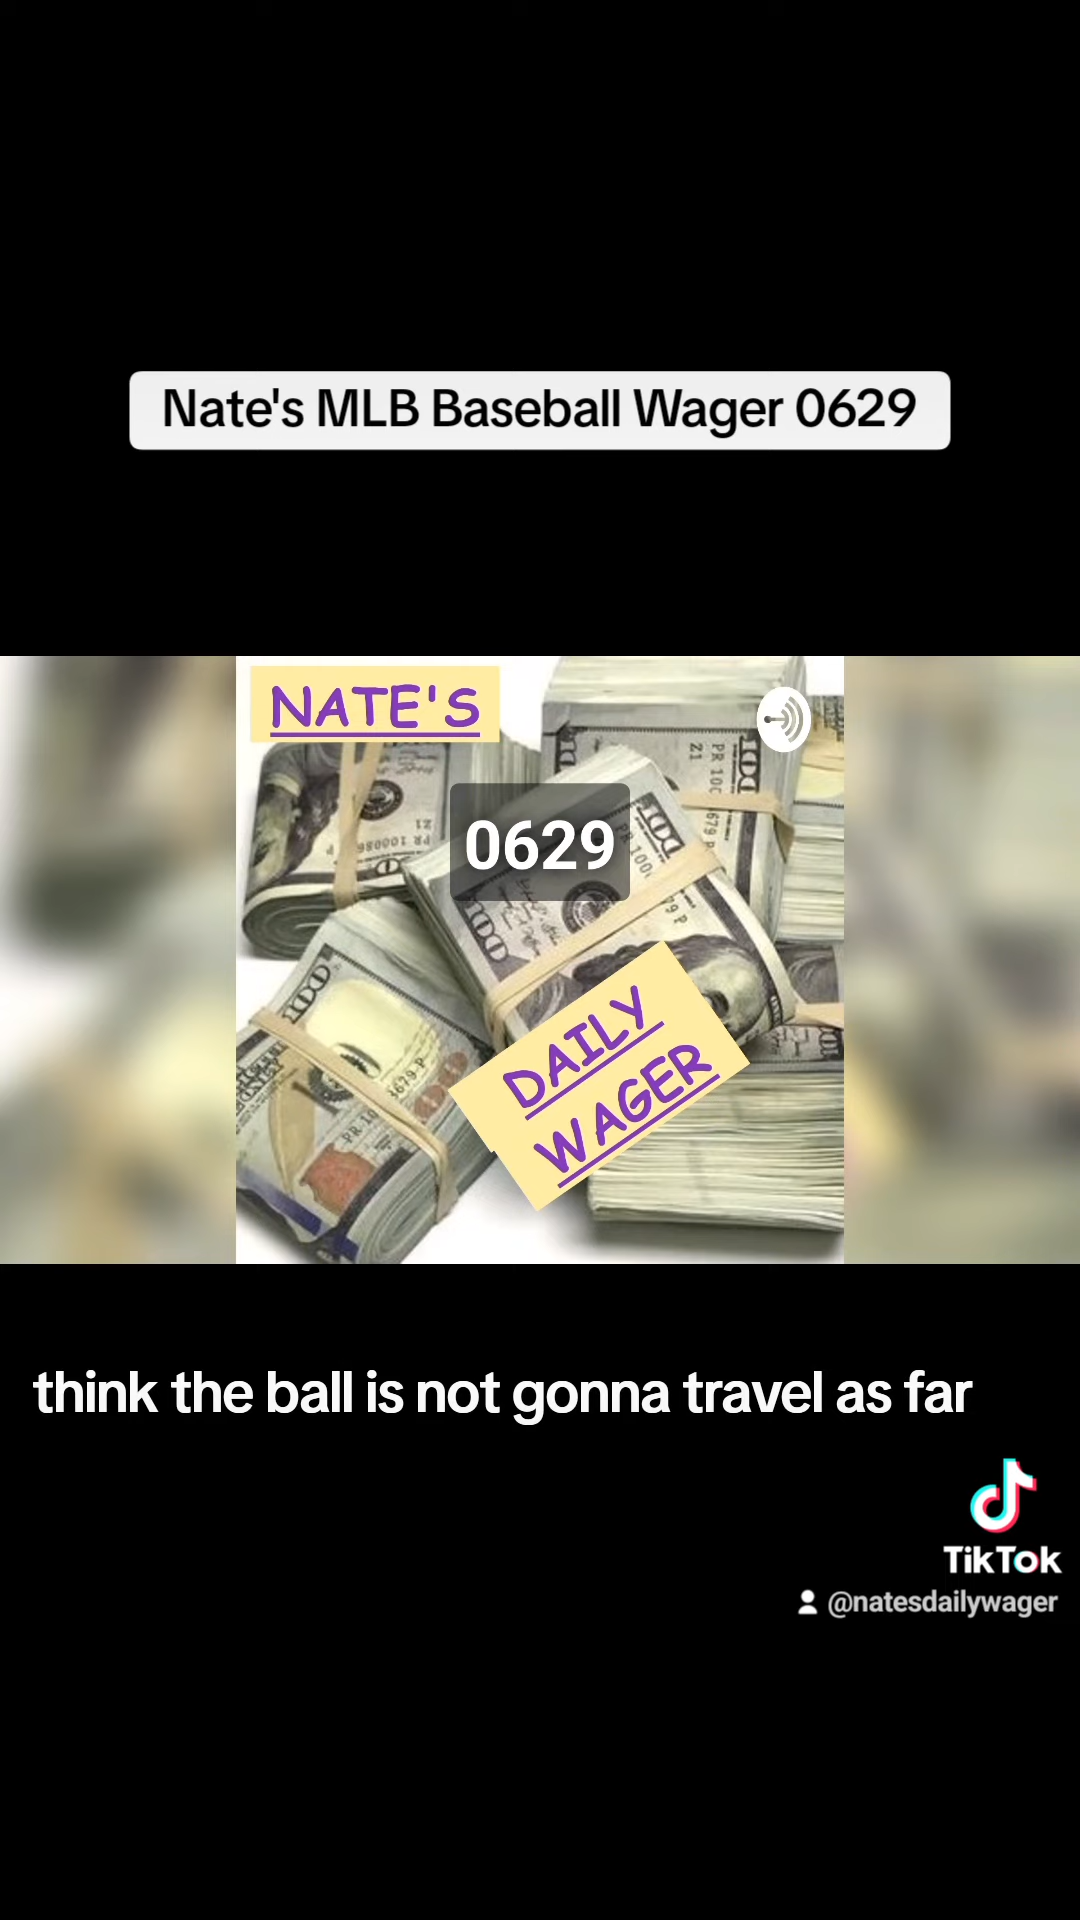 Nate's MLB Baseball Wager 0629
NATE'S
0629
DAILY
WAGER
think the ball is not gonna travel as far
TikTok
@natesdailywager